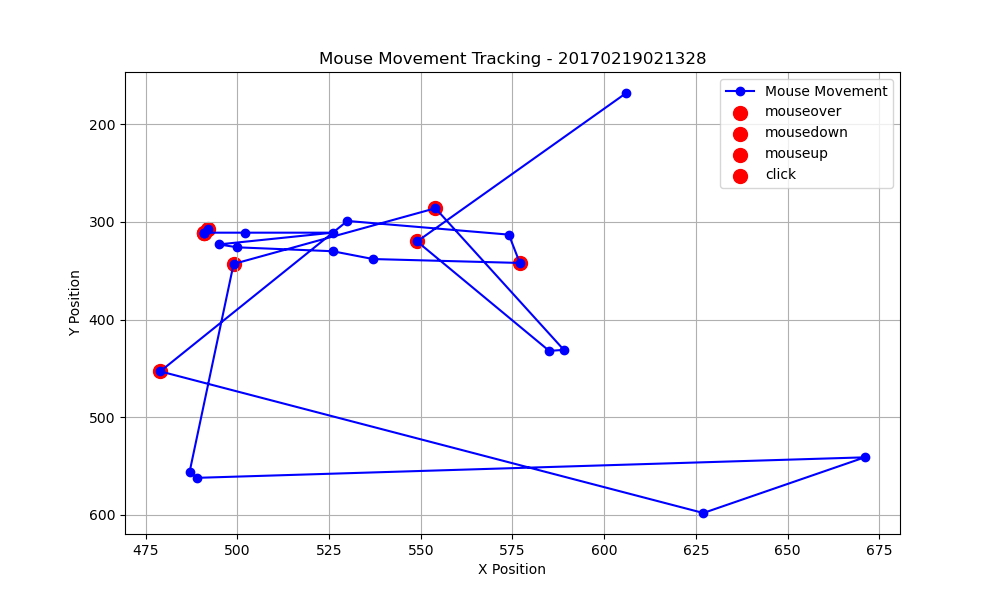 Mouse Movement Tracking - 20170219021328
Mouse Movement
mouseover
mousedown
mouseup
click
Y Position
200
300
400
500
600
475 500 525 550 575 600 625 650 675
X Position